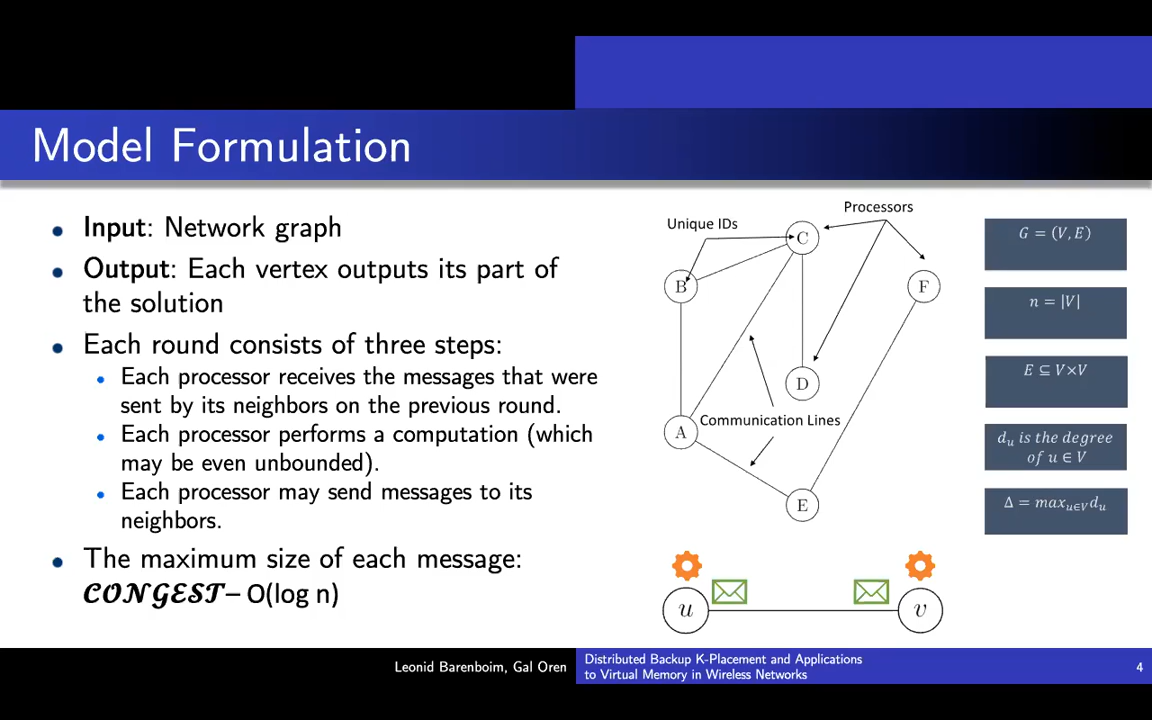 Model Formulation
• Input: Network graph
• Output: Each vertex outputs its part of
the solution
• Each round consists of three steps:
• Each processor receives the messages that were
sent by its neighbors on the previous round.
• Each processor performs a computation (which
may be even unbounded).
• Each processor may send messages to its
neighbors.
• The maximum size of each message:
𝓒𝓞𝓝𝓖𝓔𝓢𝓣 – O(log n)
Processors
Unique IDs
C
B
F
D
Communication Lines
A
E
u
v
G = (V, E)
n = |V|
E ⊆ V×V
d_u is the degree
of u ∈ V
Δ = max_{u∈V} d_u
Leonid Barenboim, Gal Oren
Distributed Backup K-Placement and Applications
to Virtual Memory in Wireless Networks
4